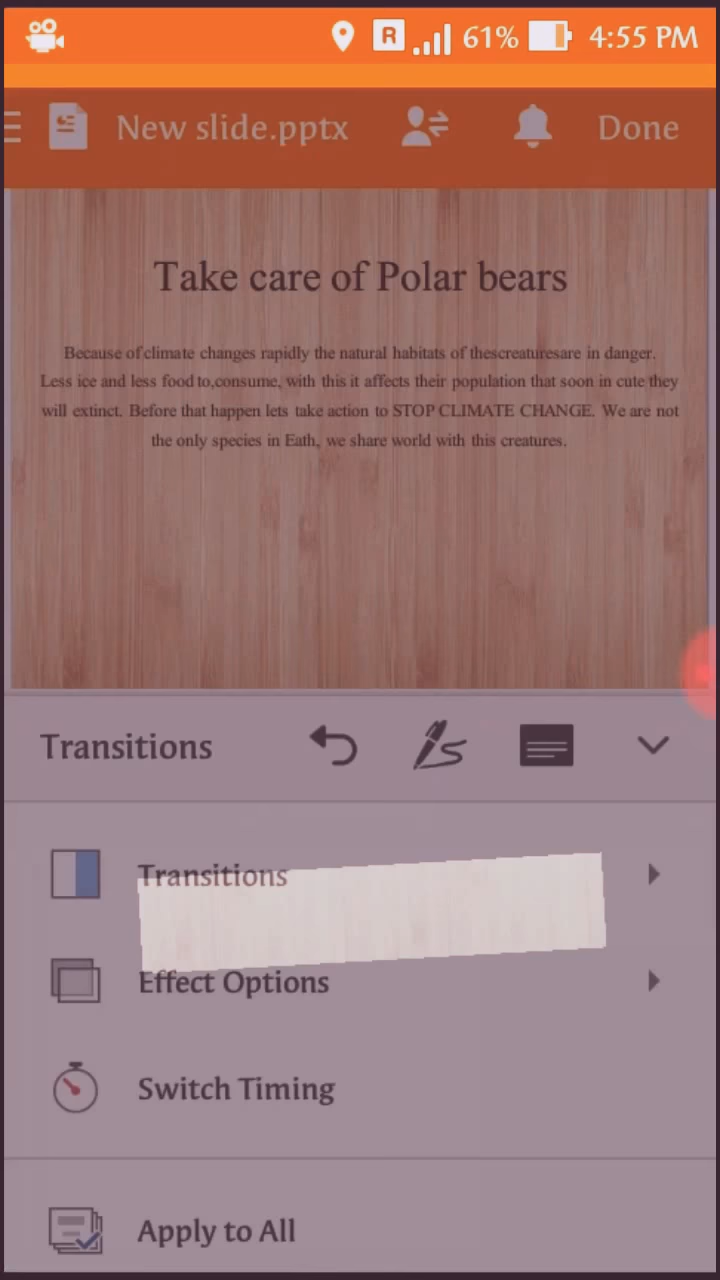 R 61% 4:55 PM
New slide.pptx Done
Take care of Polar bears
Because of climate changes rapidly the natural habitats of thescreaturesare in danger.
Less ice and less food to,consume, with this it affects their population that soon in cute they
will extinct. Before that happen lets take action to STOP CLIMATE CHANGE. We are not
the only species in Eath, we share world with this creatures.
Transitions
Transitions
Effect Options
Switch Timing
Apply to All